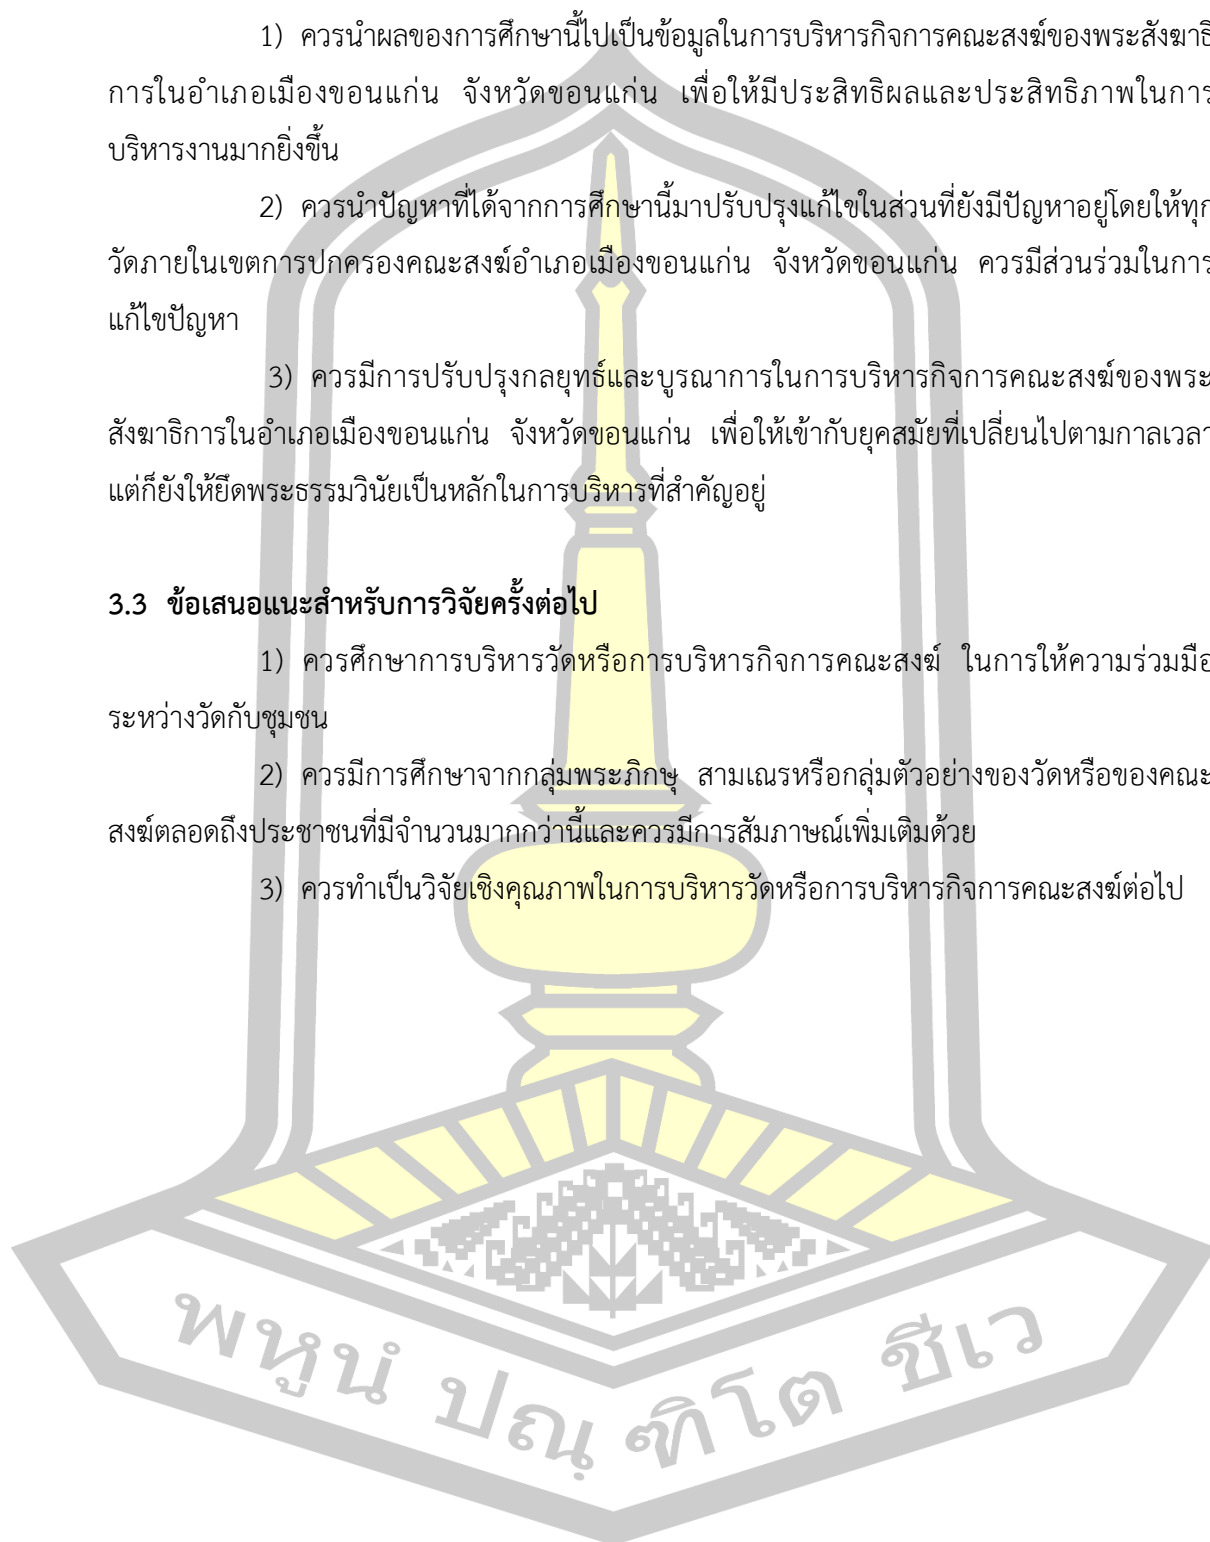 1) ควรนำผลของการศึกษานี้ไปเป็นข้อมูลในการบริหารกิจการคณะสงฆ์ของพระสังฆาธิ
การในอำเภอเมืองขอนแก่น จังหวัดขอนแก่น เพื่อให้มีประสิทธิผลและประสิทธิภาพในการ
บริหารงานมากยิ่งขึ้น
2) ควรนำปัญหาที่ได้จากการศึกษานี้มาปรับปรุงแก้ไขในส่วนที่ยังมีปัญหาอยู่โดยให้ทุก
วัดภายในเขตการปกครองคณะสงฆ์อำเภอเมืองขอนแก่น จังหวัดขอนแก่น ควรมีส่วนร่วมในการ
แก้ไขปัญหา
3) ควรมีการปรับปรุงกลยุทธ์และบูรณาการในการบริหารกิจการคณะสงฆ์ของพระ
สังฆาธิการในอำเภอเมืองขอนแก่น จังหวัดขอนแก่น เพื่อให้เข้ากับยุคสมัยที่เปลี่ยนไปตามกาลเวลา
แต่ก็ยังให้ยึดพระธรรมวินัยเป็นหลักในการบริหารที่สำคัญอยู่
3.3 ข้อเสนอแนะสำหรับการวิจัยครั้งต่อไป
1) ควรศึกษาการบริหารวัดหรือการบริหารกิจการคณะสงฆ์ ในการให้ความร่วมมือ
ระหว่างวัดกับชุมชน
2) ควรมีการศึกษาจากกลุ่มพระภิกษุ สามเณรหรือกลุ่มตัวอย่างของวัดหรือของคณะ
สงฆ์ตลอดถึงประชาชนที่มีจำนวนมากกว่านี้และควรมีการสัมภาษณ์เพิ่มเติมด้วย
3) ควรทำเป็นวิจัยเชิงคุณภาพในการบริหารวัดหรือการบริหารกิจการคณะสงฆ์ต่อไป
พหูนํ ปณฺฑิโต ชีเว